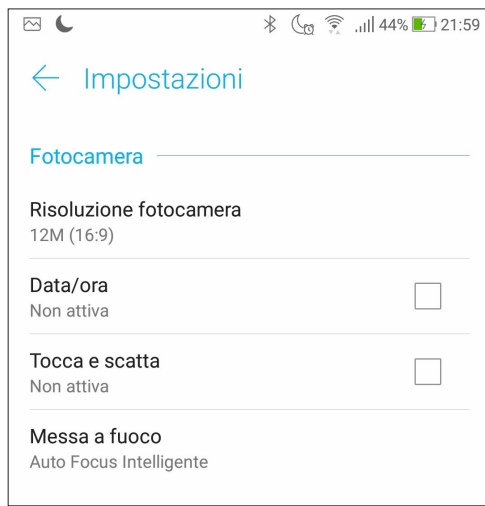 44% 21:59
Impostazioni
Fotocamera
Risoluzione fotocamera
12M (16:9)
Data/ora
Non attiva
Tocca e scatta
Non attiva
Messa a fuoco
Auto Focus Intelligente